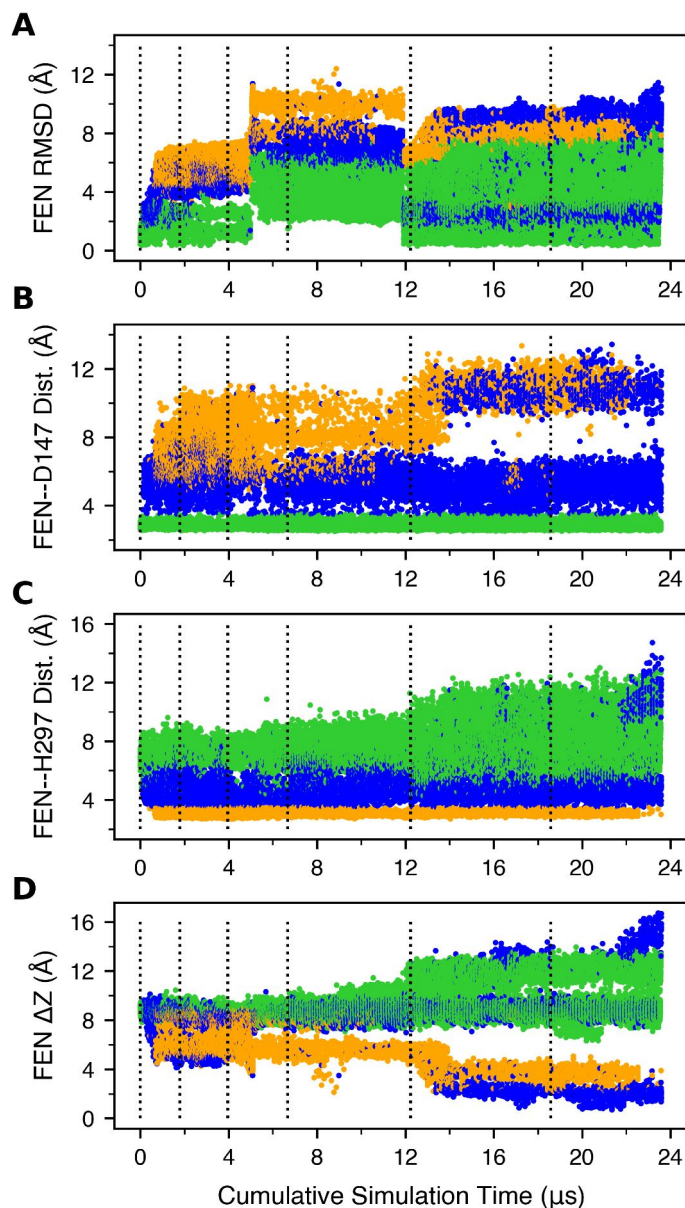 A
FEN RMSD (Å)
12
8
4
0
0 4 8 12 16 20 24
B
FEN--D147 Dist. (Å)
12
8
4
0 4 8 12 16 20 24
C
FEN--H297 Dist. (Å)
16
12
8
4
0 4 8 12 16 20 24
D
FEN ΔZ (Å)
16
12
8
4
0
0 4 8 12 16 20 24
Cumulative Simulation Time (μs)